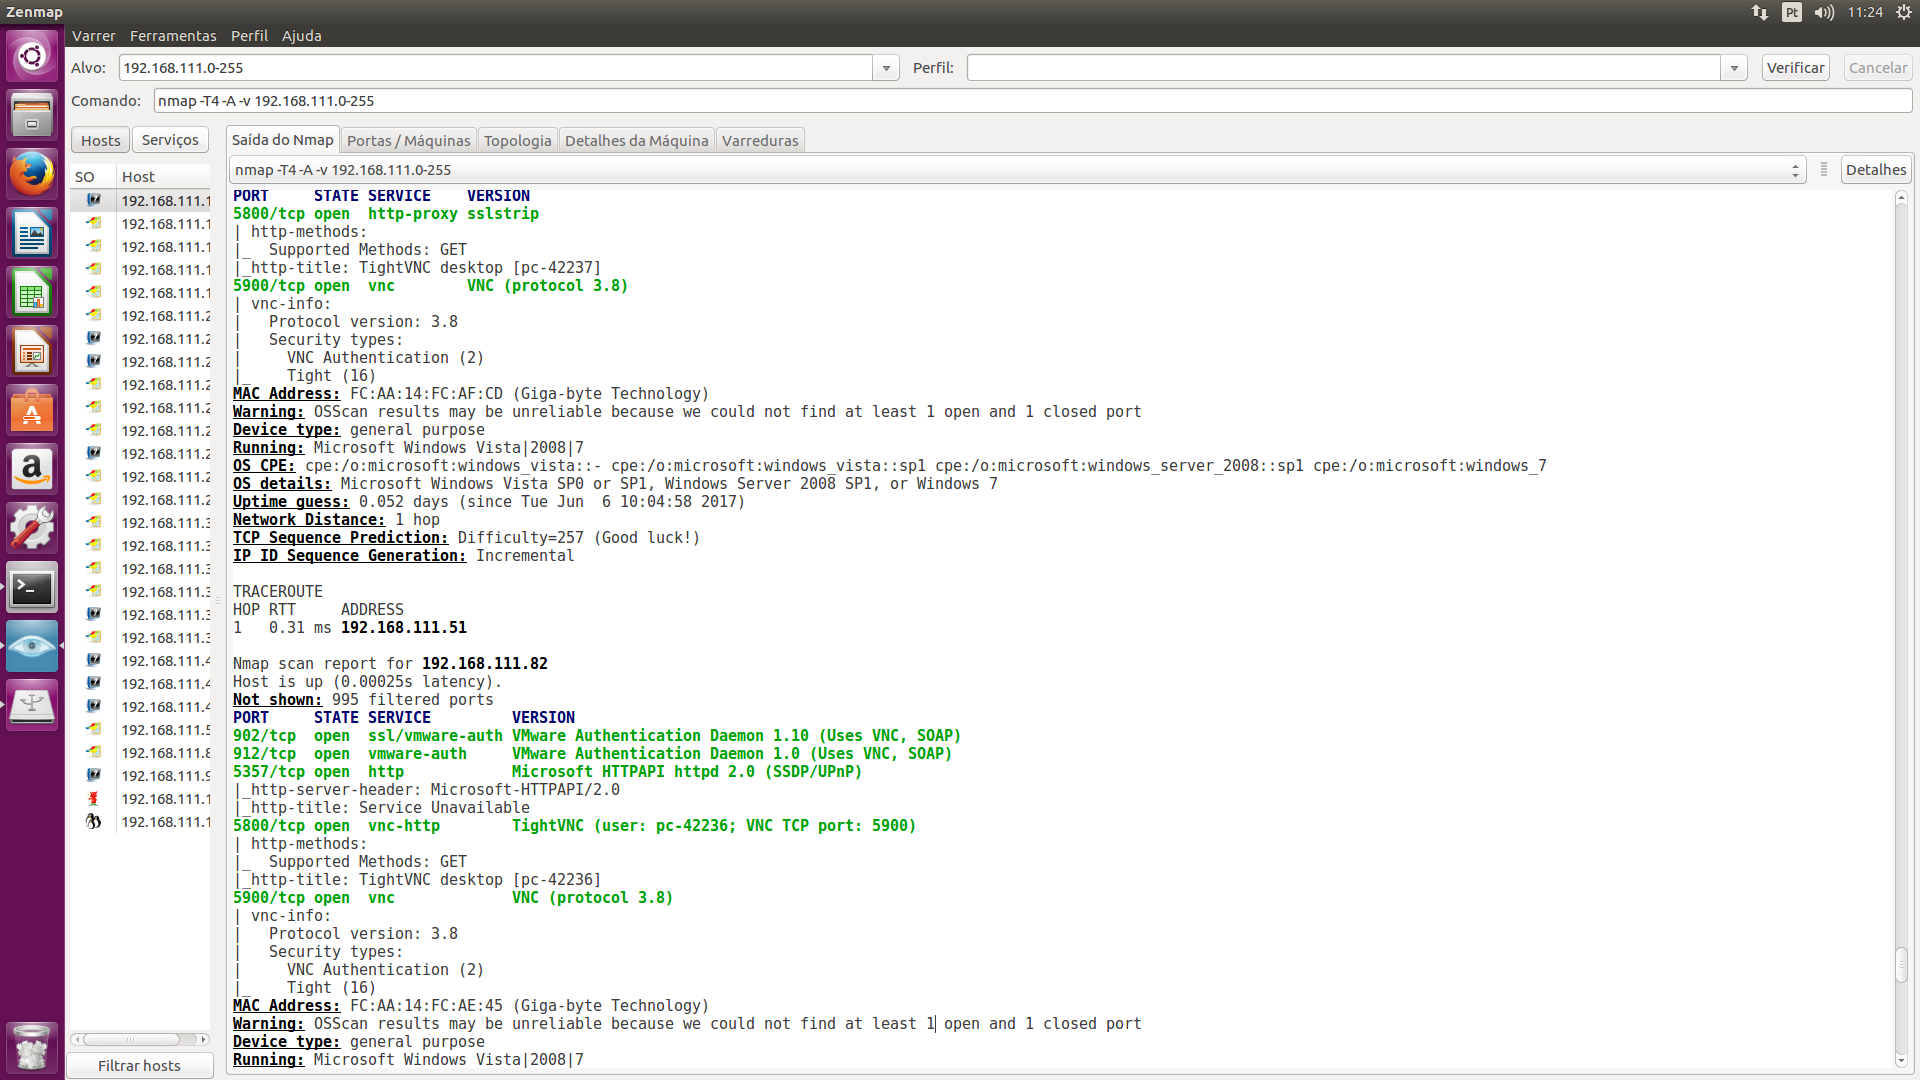 Zenmap
Pt
11:24
Varrer Ferramentas Perfil Ajuda
Alvo: 192.168.111.0-255 Perfil: Verificar Cancelar
Comando: nmap -T4 -A -v 192.168.111.0-255
Hosts Serviços
Saída do Nmap Portas / Máquinas Topologia Detalhes da Máquina Varreduras
nmap -T4 -A -v 192.168.111.0-255 Detalhes
SO Host
192.168.111.1
192.168.111.1
192.168.111.1
192.168.111.1
192.168.111.1
192.168.111.2
192.168.111.2
192.168.111.2
192.168.111.2
192.168.111.2
192.168.111.2
192.168.111.2
192.168.111.2
192.168.111.2
192.168.111.3
192.168.111.3
192.168.111.3
192.168.111.3
192.168.111.3
192.168.111.3
192.168.111.4
192.168.111.4
192.168.111.4
192.168.111.5
192.168.111.8
192.168.111.9
192.168.111.1
192.168.111.1
Filtrar hosts
PORT     STATE SERVICE    VERSION
5800/tcp open  http-proxy sslstrip
| http-methods:
|_  Supported Methods: GET
|_http-title: TightVNC desktop [pc-42237]
5900/tcp open  vnc        VNC (protocol 3.8)
| vnc-info:
|   Protocol version: 3.8
|   Security types:
|     VNC Authentication (2)
|_    Tight (16)
MAC Address: FC:AA:14:FC:AF:CD (Giga-byte Technology)
Warning: OSScan results may be unreliable because we could not find at least 1 open and 1 closed port
Device type: general purpose
Running: Microsoft Windows Vista|2008|7
OS CPE: cpe:/o:microsoft:windows_vista::- cpe:/o:microsoft:windows_vista::sp1 cpe:/o:microsoft:windows_server_2008::sp1 cpe:/o:microsoft:windows_7
OS details: Microsoft Windows Vista SP0 or SP1, Windows Server 2008 SP1, or Windows 7
Uptime guess: 0.052 days (since Tue Jun  6 10:04:58 2017)
Network Distance: 1 hop
TCP Sequence Prediction: Difficulty=257 (Good luck!)
IP ID Sequence Generation: Incremental
TRACEROUTE
HOP RTT     ADDRESS
1   0.31 ms 192.168.111.51
Nmap scan report for 192.168.111.82
Host is up (0.00025s latency).
Not shown: 995 filtered ports
PORT     STATE SERVICE         VERSION
902/tcp  open  ssl/vmware-auth VMware Authentication Daemon 1.10 (Uses VNC, SOAP)
912/tcp  open  vmware-auth     VMware Authentication Daemon 1.0 (Uses VNC, SOAP)
5357/tcp open  http            Microsoft HTTPAPI httpd 2.0 (SSDP/UPnP)
|_http-server-header: Microsoft-HTTPAPI/2.0
|_http-title: Service Unavailable
5800/tcp open  vnc-http        TightVNC (user: pc-42236; VNC TCP port: 5900)
| http-methods:
|_  Supported Methods: GET
|_http-title: TightVNC desktop [pc-42236]
5900/tcp open  vnc             VNC (protocol 3.8)
| vnc-info:
|   Protocol version: 3.8
|   Security types:
|     VNC Authentication (2)
|_    Tight (16)
MAC Address: FC:AA:14:FC:AE:45 (Giga-byte Technology)
Warning: OSScan results may be unreliable because we could not find at least 1 open and 1 closed port
Device type: general purpose
Running: Microsoft Windows Vista|2008|7